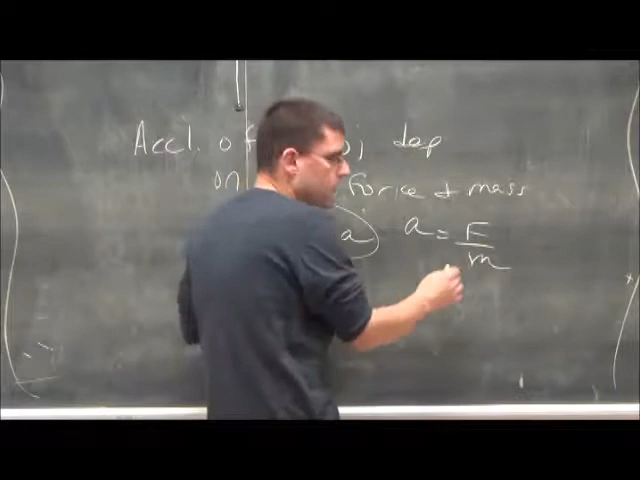 Accl. of j dep
on force & mass
a a = F/m